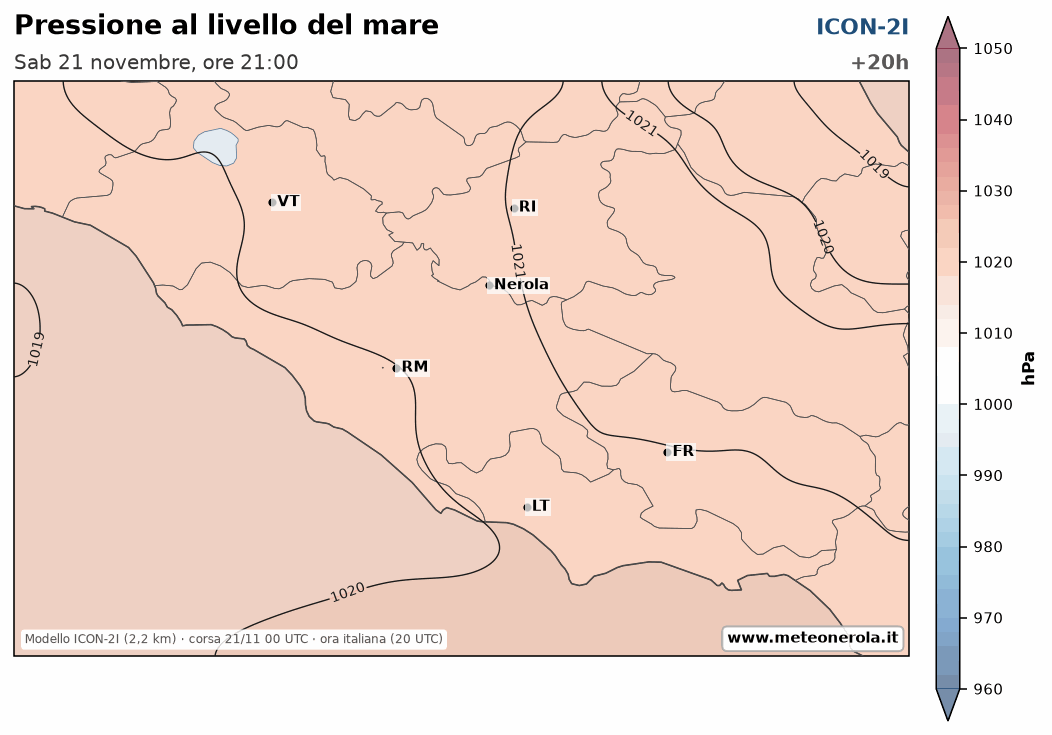 Pressione al livello del mare
ICON-2I
Sab 21 novembre, ore 21:00
+20h
1050
1040
1030
1020
1010
1000
990
980
970
960
hPa
1021
1019
VT
RI
1020
1021
Nerola
1019
RM
FR
LT
1020
Modello ICON-2I (2,2 km) · corsa 21/11 00 UTC · ora italiana (20 UTC)
www.meteonerola.it